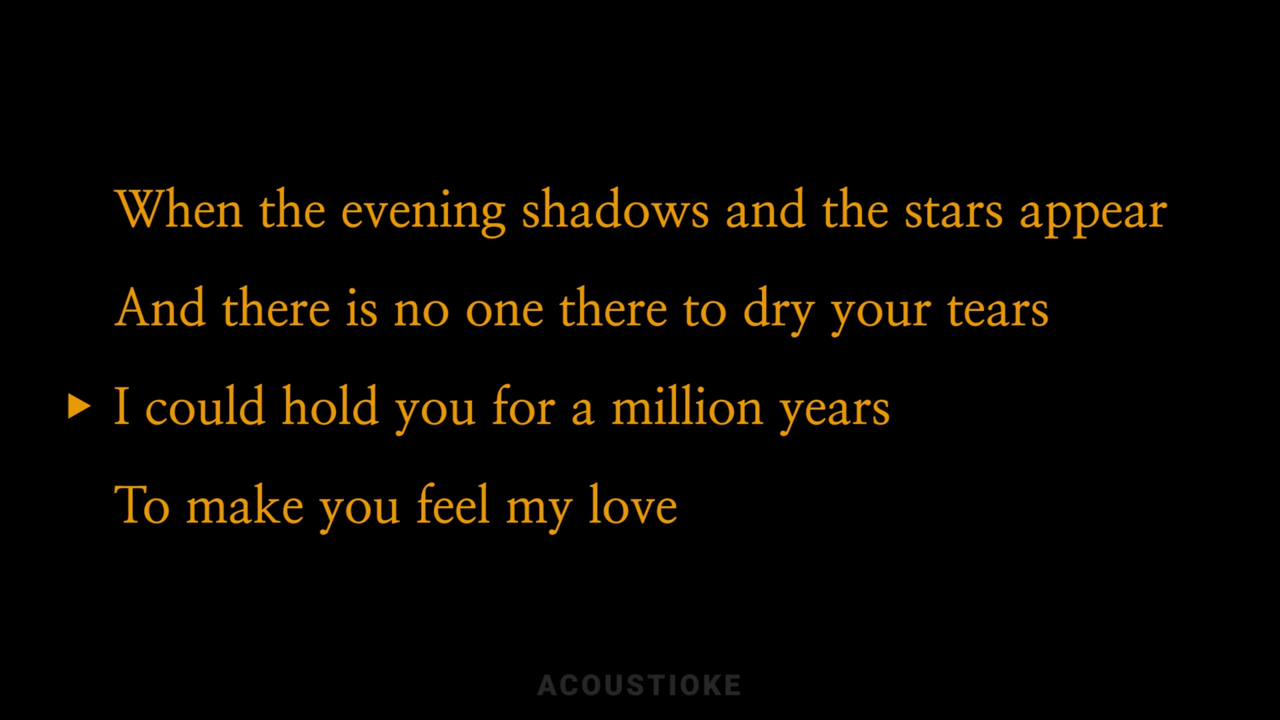 When the evening shadows and the stars appear
And there is no one there to dry your tears
I could hold you for a million years
To make you feel my love
ACOUSTIOKE